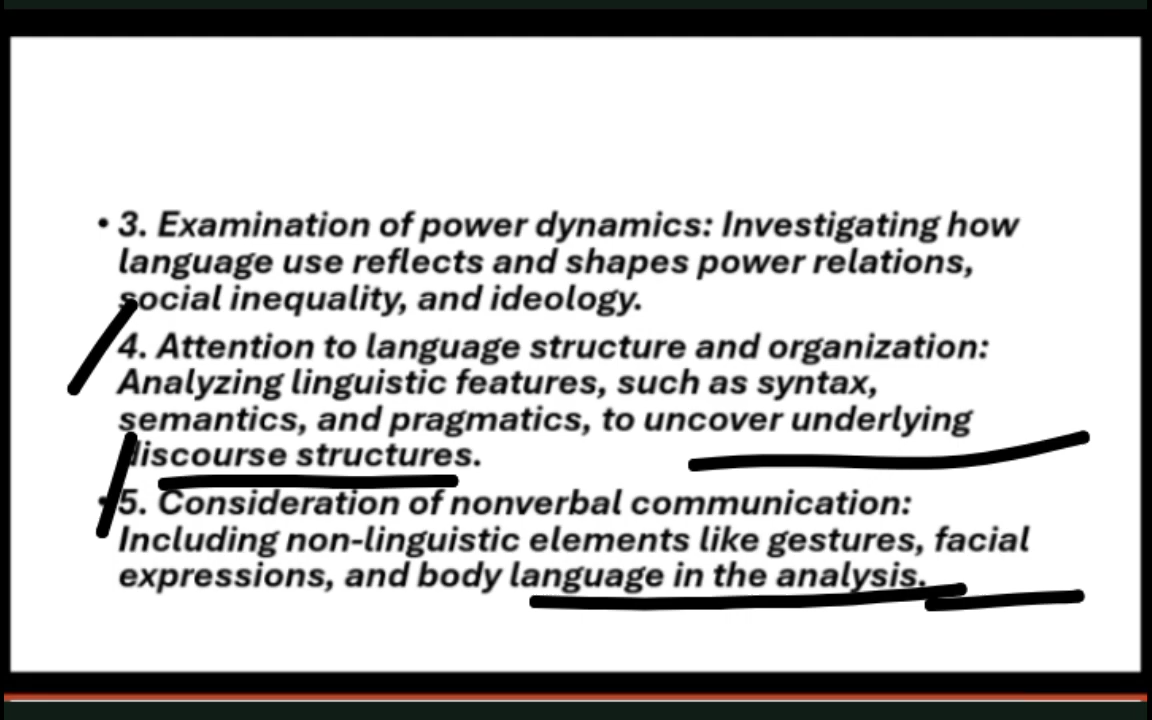 • 3. Examination of power dynamics: Investigating how
language use reflects and shapes power relations,
social inequality, and ideology.
4. Attention to language structure and organization:
Analyzing linguistic features, such as syntax,
semantics, and pragmatics, to uncover underlying
discourse structures.
• 5. Consideration of nonverbal communication:
Including non-linguistic elements like gestures, facial
expressions, and body language in the analysis.